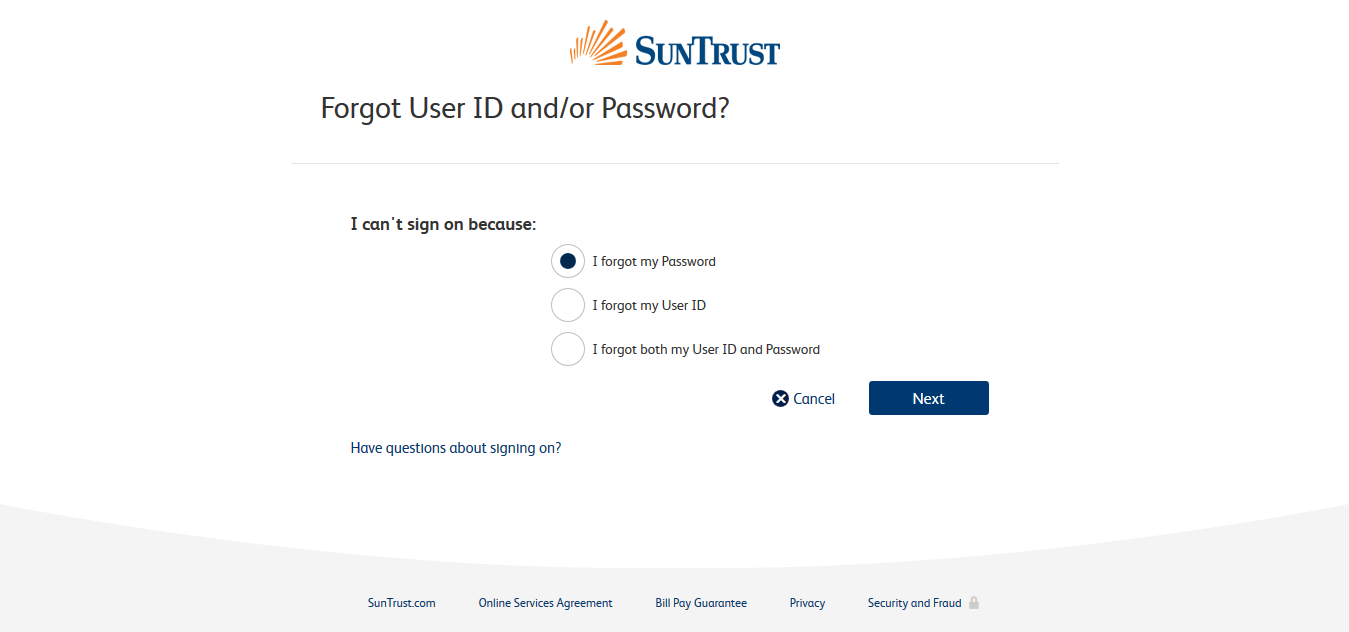 SUNTRUST
Forgot User ID and/or Password?
I can't sign on because:
I forgot my Password
I forgot my User ID
I forgot both my User ID and Password
Cancel Next
Have questions about signing on?
SunTrust.com Online Services Agreement Bill Pay Guarantee Privacy Security and Fraud